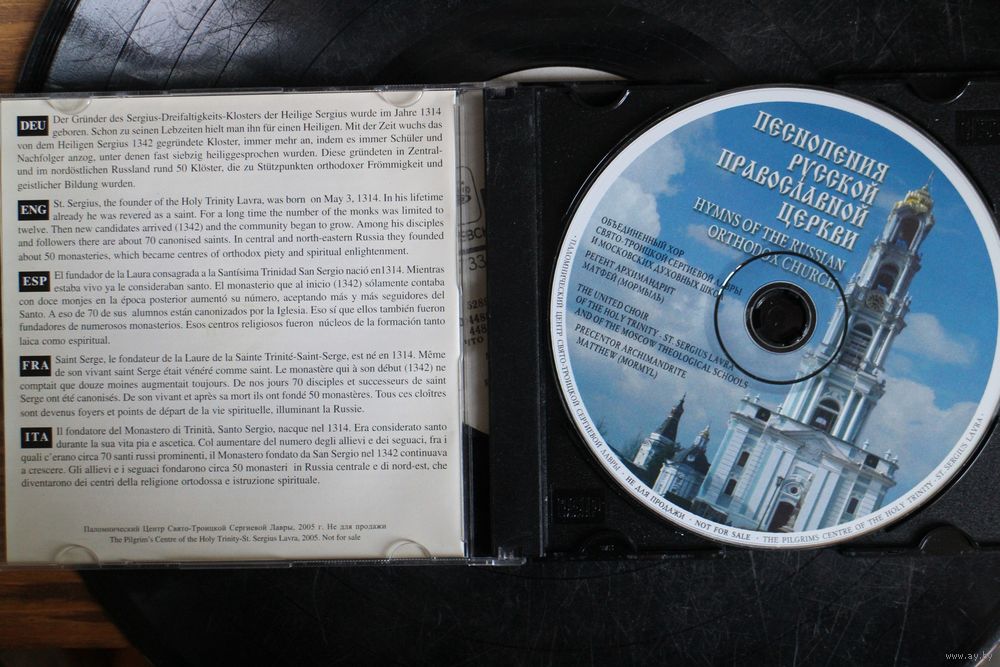 DEU Der Gründer des Sergius-Dreifaltigkeits-Klosters der Heilige Sergius wurde im Jahre 1314
geboren. Schon zu seinen Lebzeiten hielt man ihn für einen Heiligen. Mit der Zeit wuchs das
von dem Heiligen Sergius 1342 gegründete Kloster, immer mehr an, indem es immer Schüler und
Nachfolger anzog, unter denen fast siebzig heiliggesprochen wurden. Diese gründeten in Zentral-
und im nordöstlichen Russland rund 50 Klöster, die zu Stützpunkten orthodoxer Frömmigkeit und
geistlicher Bildung wurden.
ENG St. Sergius, the founder of the Holy Trinity Lavra, was born on May 3, 1314. In his lifetime
already he was revered as a saint. For a long time the number of the monks was limited to
twelve. Then new candidates arrived (1342) and the community began to grow. Among his disciples
and followers there are about 70 canonised saints. In central and north-eastern Russia they found
about 50 monasteries, which became centres of orthodox piety and spiritual enlightement.
ESP El fundador de la Laura consagrada a la Santísima Trinidad San Sergio nació en1314. Mientras
estaba vivo ya le consideraban santo. El monasterio que al inicio (1342) sólamente contaba
con doce monjes en la época posterior aumentó su número, aceptando más y más seguidores del
Santo. A eso de 70 de sus alumnos están canonizados por la Iglesia. Eso sí que ellos también fueron
fundadores de numerosos monasterios. Esos centros religiosos fueron núcleos de la formación tanto
laica como espiritual.
FRA Saint Serge, le fondateur de la Laure de la Sainte Trinité-Saint-Serge, est né en 1314. Même
de son vivant saint Serge était vénéré comme saint. Le monastère qui à son début (1342) ne
comptait que douze moines augmentait toujours. De nos jours 70 disciples et successeurs de saint
Serge ont été canonisés. De son vivant et après sa mort ils ont fondé 50 monastères. Tous ces cloîtres
sont devenus foyers et points de départ de la vie spirituelle, illuminant la Russie.
ITA Il fondatore del Monastero di Trinità, Santo Sergio, nacque nel 1314. Era considerato santo
durante la sua vita pia e ascetica. Col aumentare del numero degli allievi e dei seguaci, fra i
quali c'erano circa 70 santi russi prominenti, il Monastero fondato da San Sergio nel 1342 continuava
a crescere. Gli allievi e i seguaci fondarono circa 50 monasteri in Russia centrale e di nord-est, che
diventarono dei centri della religione ortodossa e istruzione spirituale.
Паломнический Центр Свято-Троицкой Сергиевой Лавры, 2005 г. Не для продажи
The Pilgrim's Centre of the Holy Trinity-St. Sergius Lavra, 2005. Not for sale
ПЕСНОПЕНИЯ
РУССКОЙ
ПРАВОСЛАВНОЙ
ЦЕРКВИ
HYMNS OF THE RUSSIAN
ORTHODOX CHURCH
ОБЪЕДИНЕННЫЙ ХОР
СВЯТО-ТРОИЦКОЙ СЕРГИЕВОЙ ЛАВРЫ
И МОСКОВСКИХ ДУХОВНЫХ ШКОЛ
РЕГЕНТ АРХИМАНДРИТ
МАТФЕЙ (МОРМЫЛЬ)
THE UNITED CHOIR
OF THE HOLY TRINITY - ST. SERGIUS LAVRA
AND OF THE MOSCOW THEOLOGICAL SCHOOLS
PRECENTOR ARCHIMANDRITE
MATTHEW (MORMYL)
· ПАЛОМНИЧЕСКИЙ ЦЕНТР СВЯТО-ТРОИЦКОЙ СЕРГИЕВОЙ ЛАВРЫ · НЕ ДЛЯ ПРОДАЖИ · NOT FOR SALE · THE PILGRIMS CENTRE OF THE HOLY TRINITY - ST. SERGIUS LAVRA ·
www.ay.by